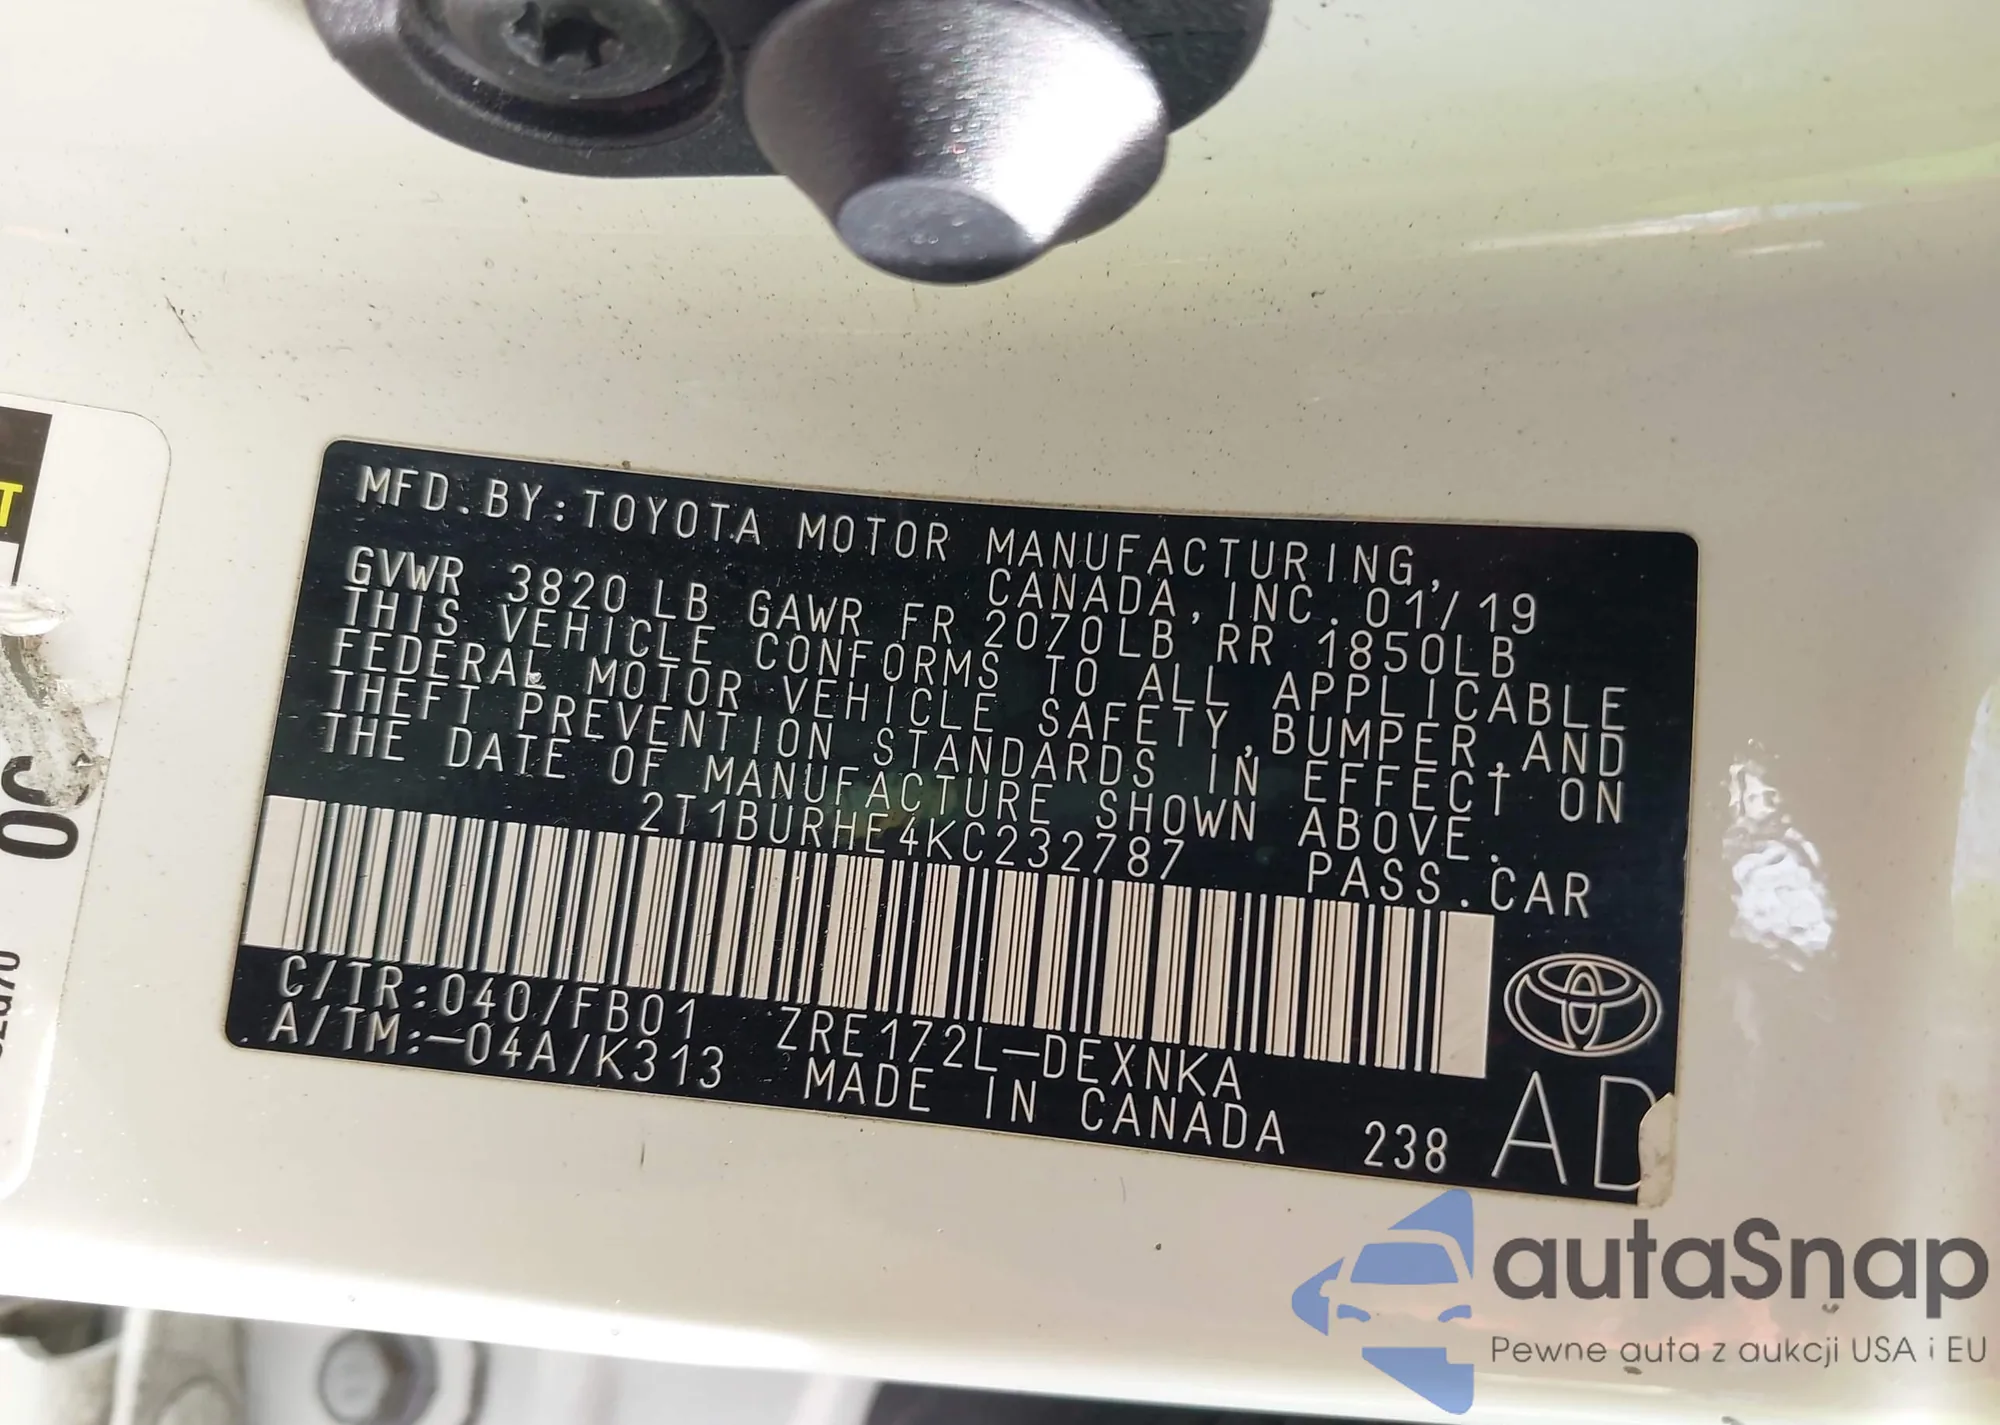 MFD.BY:TOYOTA MOTOR MANUFACTURING,
CANADA, INC. 01/19
GVWR 3820LB GAWR FR 2070LB RR 1850LB
THIS VEHICLE CONFORMS TO ALL APPLICABLE
FEDERAL MOTOR VEHICLE SAFETY,BUMPER,AND
THEFT PREVENTION STANDARDS IN EFFECT ON
THE DATE OF MANUFACTURE SHOWN ABOVE.
2T1BURHE4KC232787 PASS.CAR
C/TR:040/FB01 ZRE172L-DEXNKA
A/TM:-04A/K313 MADE IN CANADA 238
AD
autaSnap
Pewne auta z aukcji USA i EU